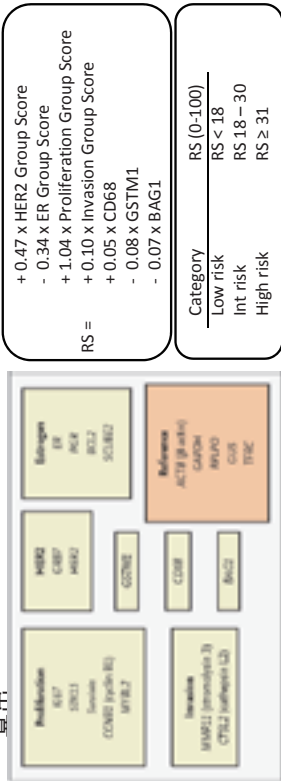 算出
Proliferation
Ki67
STK15
Survivin
CCNB1 (cyclin B1)
MYBL2
HER2
GRB7
HER2
Estrogen
ER
PGR
BCL2
SCUBE2
GSTM1
CD68
BAG1
Invasion
MMP11 (stromolysin 3)
CTSL2 (cathepsin L2)
Reference
ACTB (β-actin)
GAPDH
RPLPO
GUS
TFRC
RS =
+ 0.47 x HER2 Group Score
- 0.34 x ER Group Score
+ 1.04 x Proliferation Group Score
+ 0.10 x Invasion Group Score
+ 0.05 x CD68
- 0.08 x GSTM1
- 0.07 x BAG1
Category RS (0-100)
Low risk RS < 18
Int risk RS 18 – 30
High risk RS ≥ 31